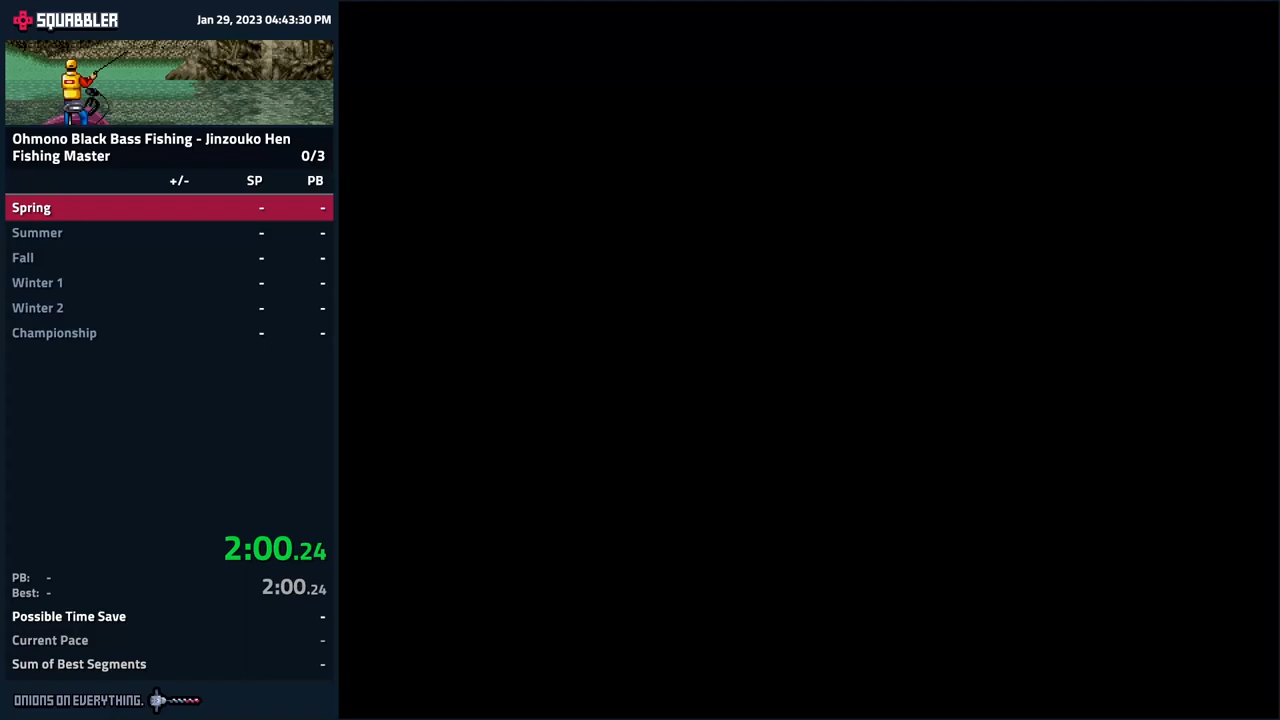 SQUABBLER Jan 29, 2023 04:43:30 PM
Ohmono Black Bass Fishing - Jinzouko Hen
Fishing Master 0/3
+/- SP PB
Spring - -
Summer - -
Fall - -
Winter 1 - -
Winter 2 - -
Championship - -
2:00.24
PB: -
Best: - 2:00.24
Possible Time Save -
Current Pace -
Sum of Best Segments -
ONIONS ON EVERYTHING.